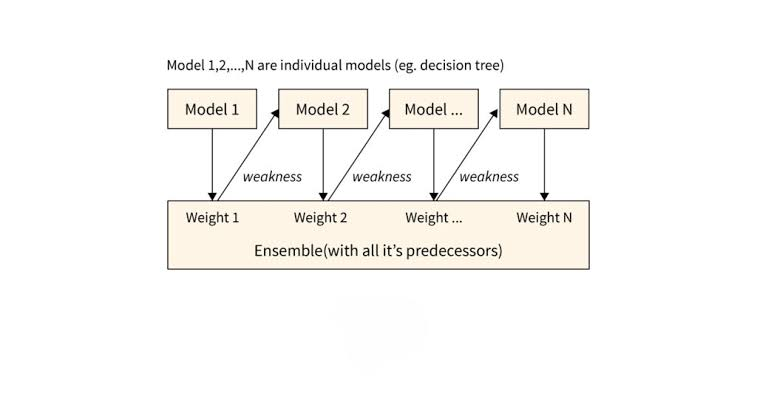 Model 1,2,...,N are individual models (eg. decision tree)
Model 1 Model 2 Model ... Model N
weakness weakness weakness
Weight 1 Weight 2 Weight ... Weight N
Ensemble(with all it's predecessors)